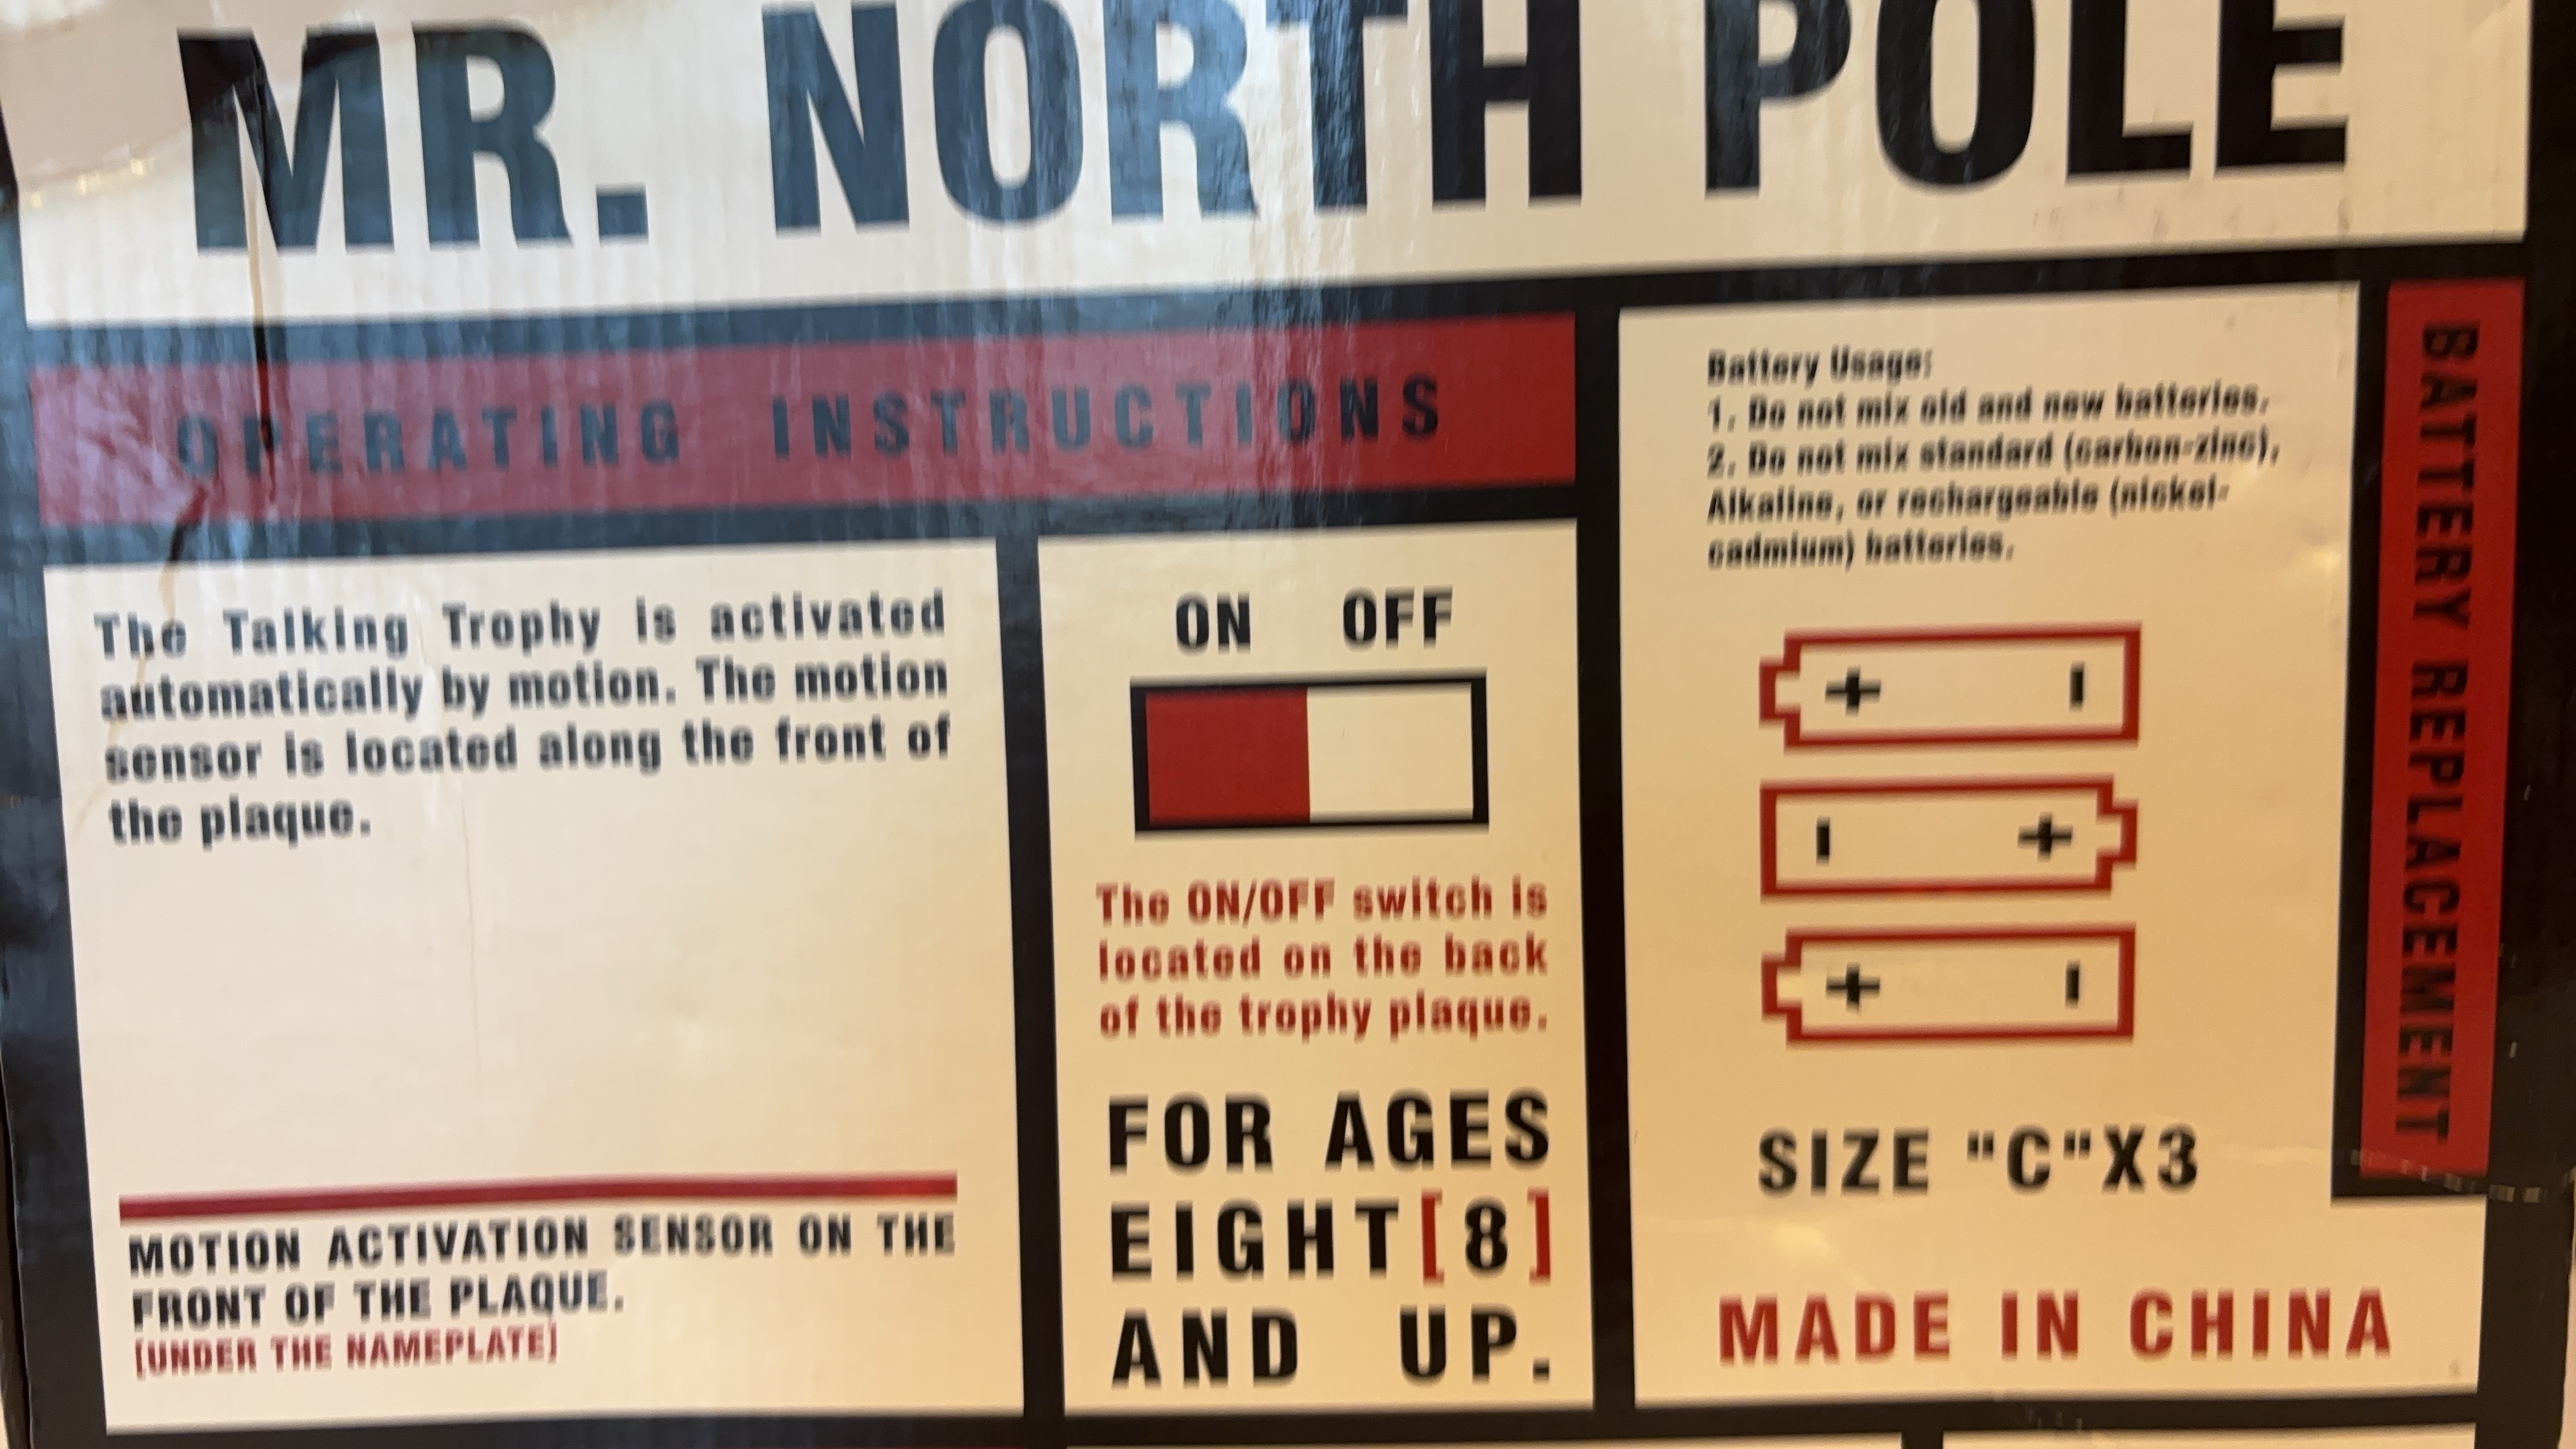 MR. NORTH POLE
OPERATING INSTRUCTIONS
The Talking Trophy is activated
automatically by motion. The motion
sensor is located along the front of
the plaque.
MOTION ACTIVATION SENSOR ON THE
FRONT OF THE PLAQUE.
[UNDER THE NAMEPLATE]
ON OFF
The ON/OFF switch is
located on the back
of the trophy plaque.
FOR AGES
EIGHT[8]
AND UP.
Battery Usage:
1. Do not mix old and new batteries.
2. Do not mix standard (carbon-zinc),
Alkaline, or rechargeable (nickel-
cadmium) batteries.
+ -
- +
+ -
SIZE "C"X3
MADE IN CHINA
BATTERY REPLACEMENT